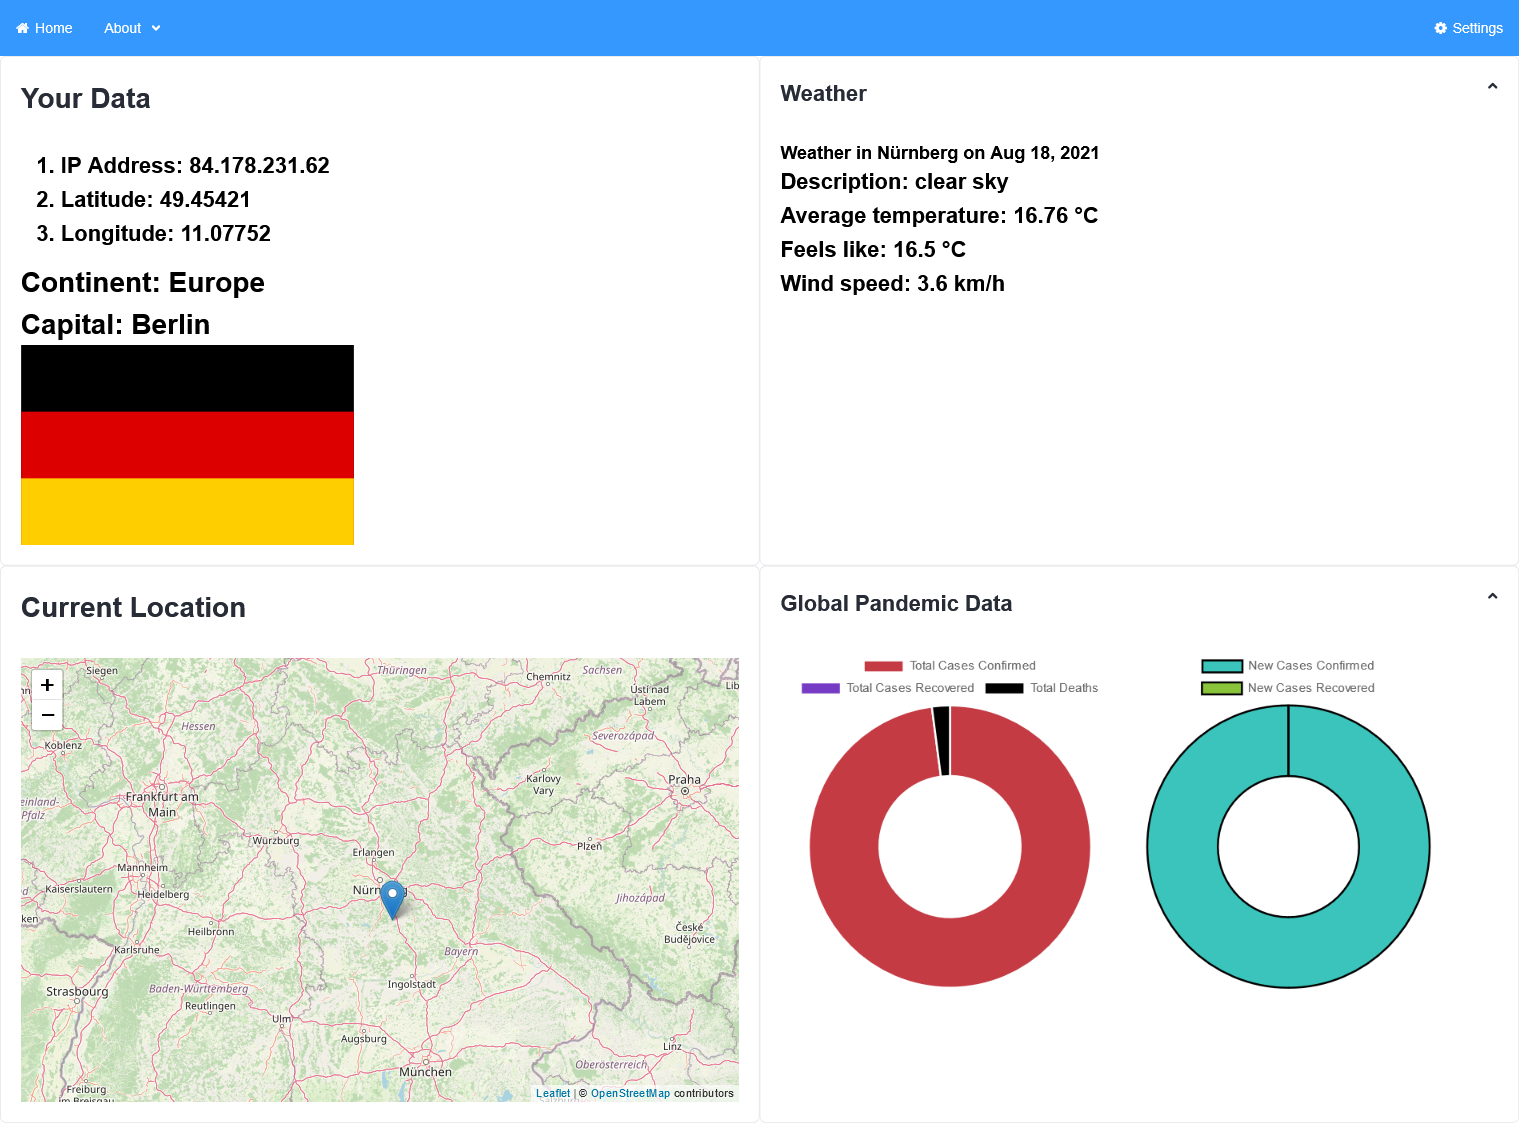 Home
About
Settings
Your Data
1. IP Address: 84.178.231.62
2. Latitude: 49.45421
3. Longitude: 11.07752
Continent: Europe
Capital: Berlin
Weather
Weather in Nürnberg on Aug 18, 2021
Description: clear sky
Average temperature: 16.76 °C
Feels like: 16.5 °C
Wind speed: 3.6 km/h
Current Location
+
−
Siegen
Thüringen
Chemnitz
Sachsen
Ústí nad
Labem
Koblenz
Hessen
Severozápad
Karlovy
Vary
Praha
Frankfurt am
Main
Pfalz
Würzburg
Erlangen
Plzeň
Mannheim
Kaiserslautern
Heidelberg
Jihozápad
Heilbronn
České
Budějovice
Karlsruhe
Bayern
Strasbourg
Baden-Württemberg
Ingolstadt
Reutlingen
Ulm
Augsburg
Linz
München
Oberösterreich
Freiburg
im Breisgau
Leaflet | © OpenStreetMap contributors
Global Pandemic Data
Total Cases Confirmed
Total Cases Recovered
Total Deaths
New Cases Confirmed
New Cases Recovered